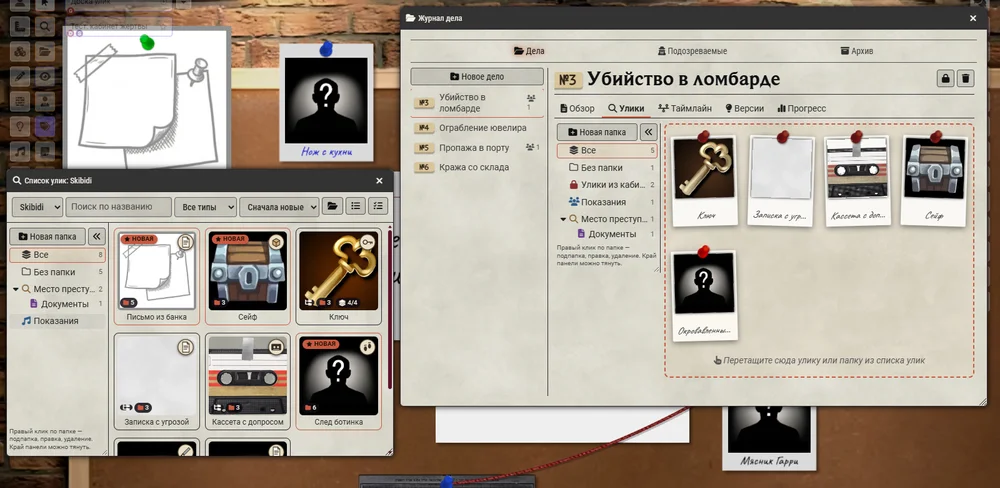 Доска улик
Тест: кабинет жертвы
Нож с кухни
Журнал дела
Дела
Подозреваемые
Архив
Новое дело
№3 Убийство в ломбарде 1
№4 Ограбление ювелира
№5 Пропажа в порту 1
№6 Кража со склада
№3 Убийство в ломбарде
Обзор
Улики
Таймлайн
Версии
Прогресс
Новая папка
Все 5
Без папки 1
Улики из каби... 2
Показания 1
Место преступ... 1
Документы 1
Правый клик по папке —
подпапка, правка, удаление. Край
панели можно тянуть.
Ключ
Записка с угр...
Кассета с доп...
Сейф
Окровавленны...
Перетащите сюда улику или папку из списка улик
Список улик: Skibidi
Skibidi
Поиск по названию
Все типы
Сначала новые
Новая папка
Все 8
Без папки 5
Место престу... 2
Документы 1
Показания
Правый клик по папке —
подпапка, правка, удаление.
Край панели можно тянуть.
НОВАЯ
5
Письмо из банка
НОВАЯ
3
Сейф
3
4/4
Ключ
3
Записка с угрозой
3
Кассета с допросом
НОВАЯ
6
След ботинка
Мясник Гарри